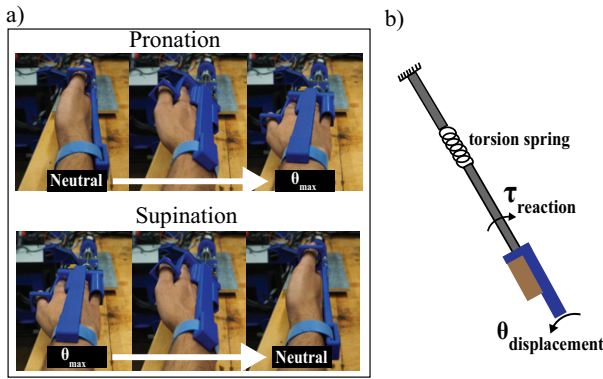 a)
Pronation
Neutral
θmax
Supination
θmax
Neutral
b)
torsion spring
τreaction
θdisplacement